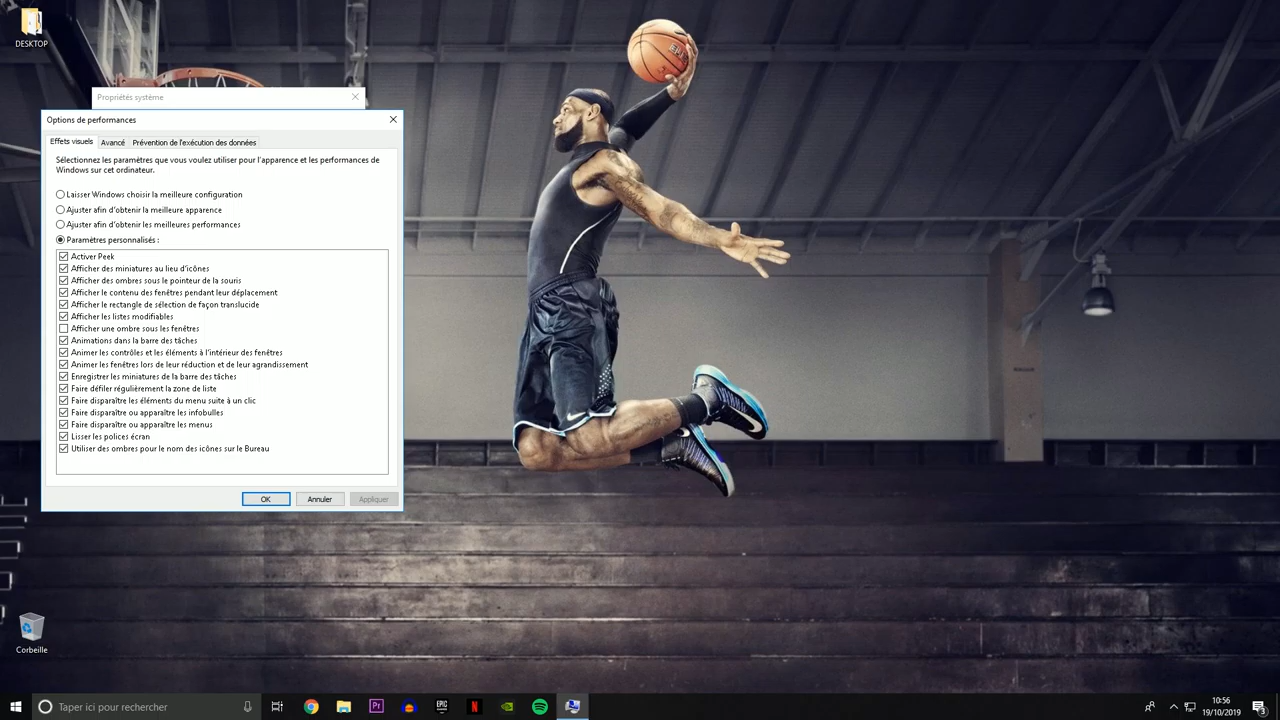 DESKTOP
Propriétés système
Options de performances
Effets visuels
Avancé
Prévention de l'exécution des données
Sélectionnez les paramètres que vous voulez utiliser pour l'apparence et les performances de
Windows sur cet ordinateur.
Laisser Windows choisir la meilleure configuration
Ajuster afin d'obtenir la meilleure apparence
Ajuster afin d'obtenir les meilleures performances
Paramètres personnalisés :
Activer Peek
Afficher des miniatures au lieu d'icônes
Afficher des ombres sous le pointeur de la souris
Afficher le contenu des fenêtres pendant leur déplacement
Afficher le rectangle de sélection de façon translucide
Afficher les listes modifiables
Afficher une ombre sous les fenêtres
Animations dans la barre des tâches
Animer les contrôles et les éléments à l'intérieur des fenêtres
Animer les fenêtres lors de leur réduction et de leur agrandissement
Enregistrer les miniatures de la barre des tâches
Faire défiler régulièrement la zone de liste
Faire disparaître les éléments du menu suite à un clic
Faire disparaître ou apparaître les infobulles
Faire disparaître ou apparaître les menus
Lisser les polices écran
Utiliser des ombres pour le nom des icônes sur le Bureau
OK
Annuler
Appliquer
Corbeille
Taper ici pour rechercher
Pr
EPIC
N
10:56
19/10/2019